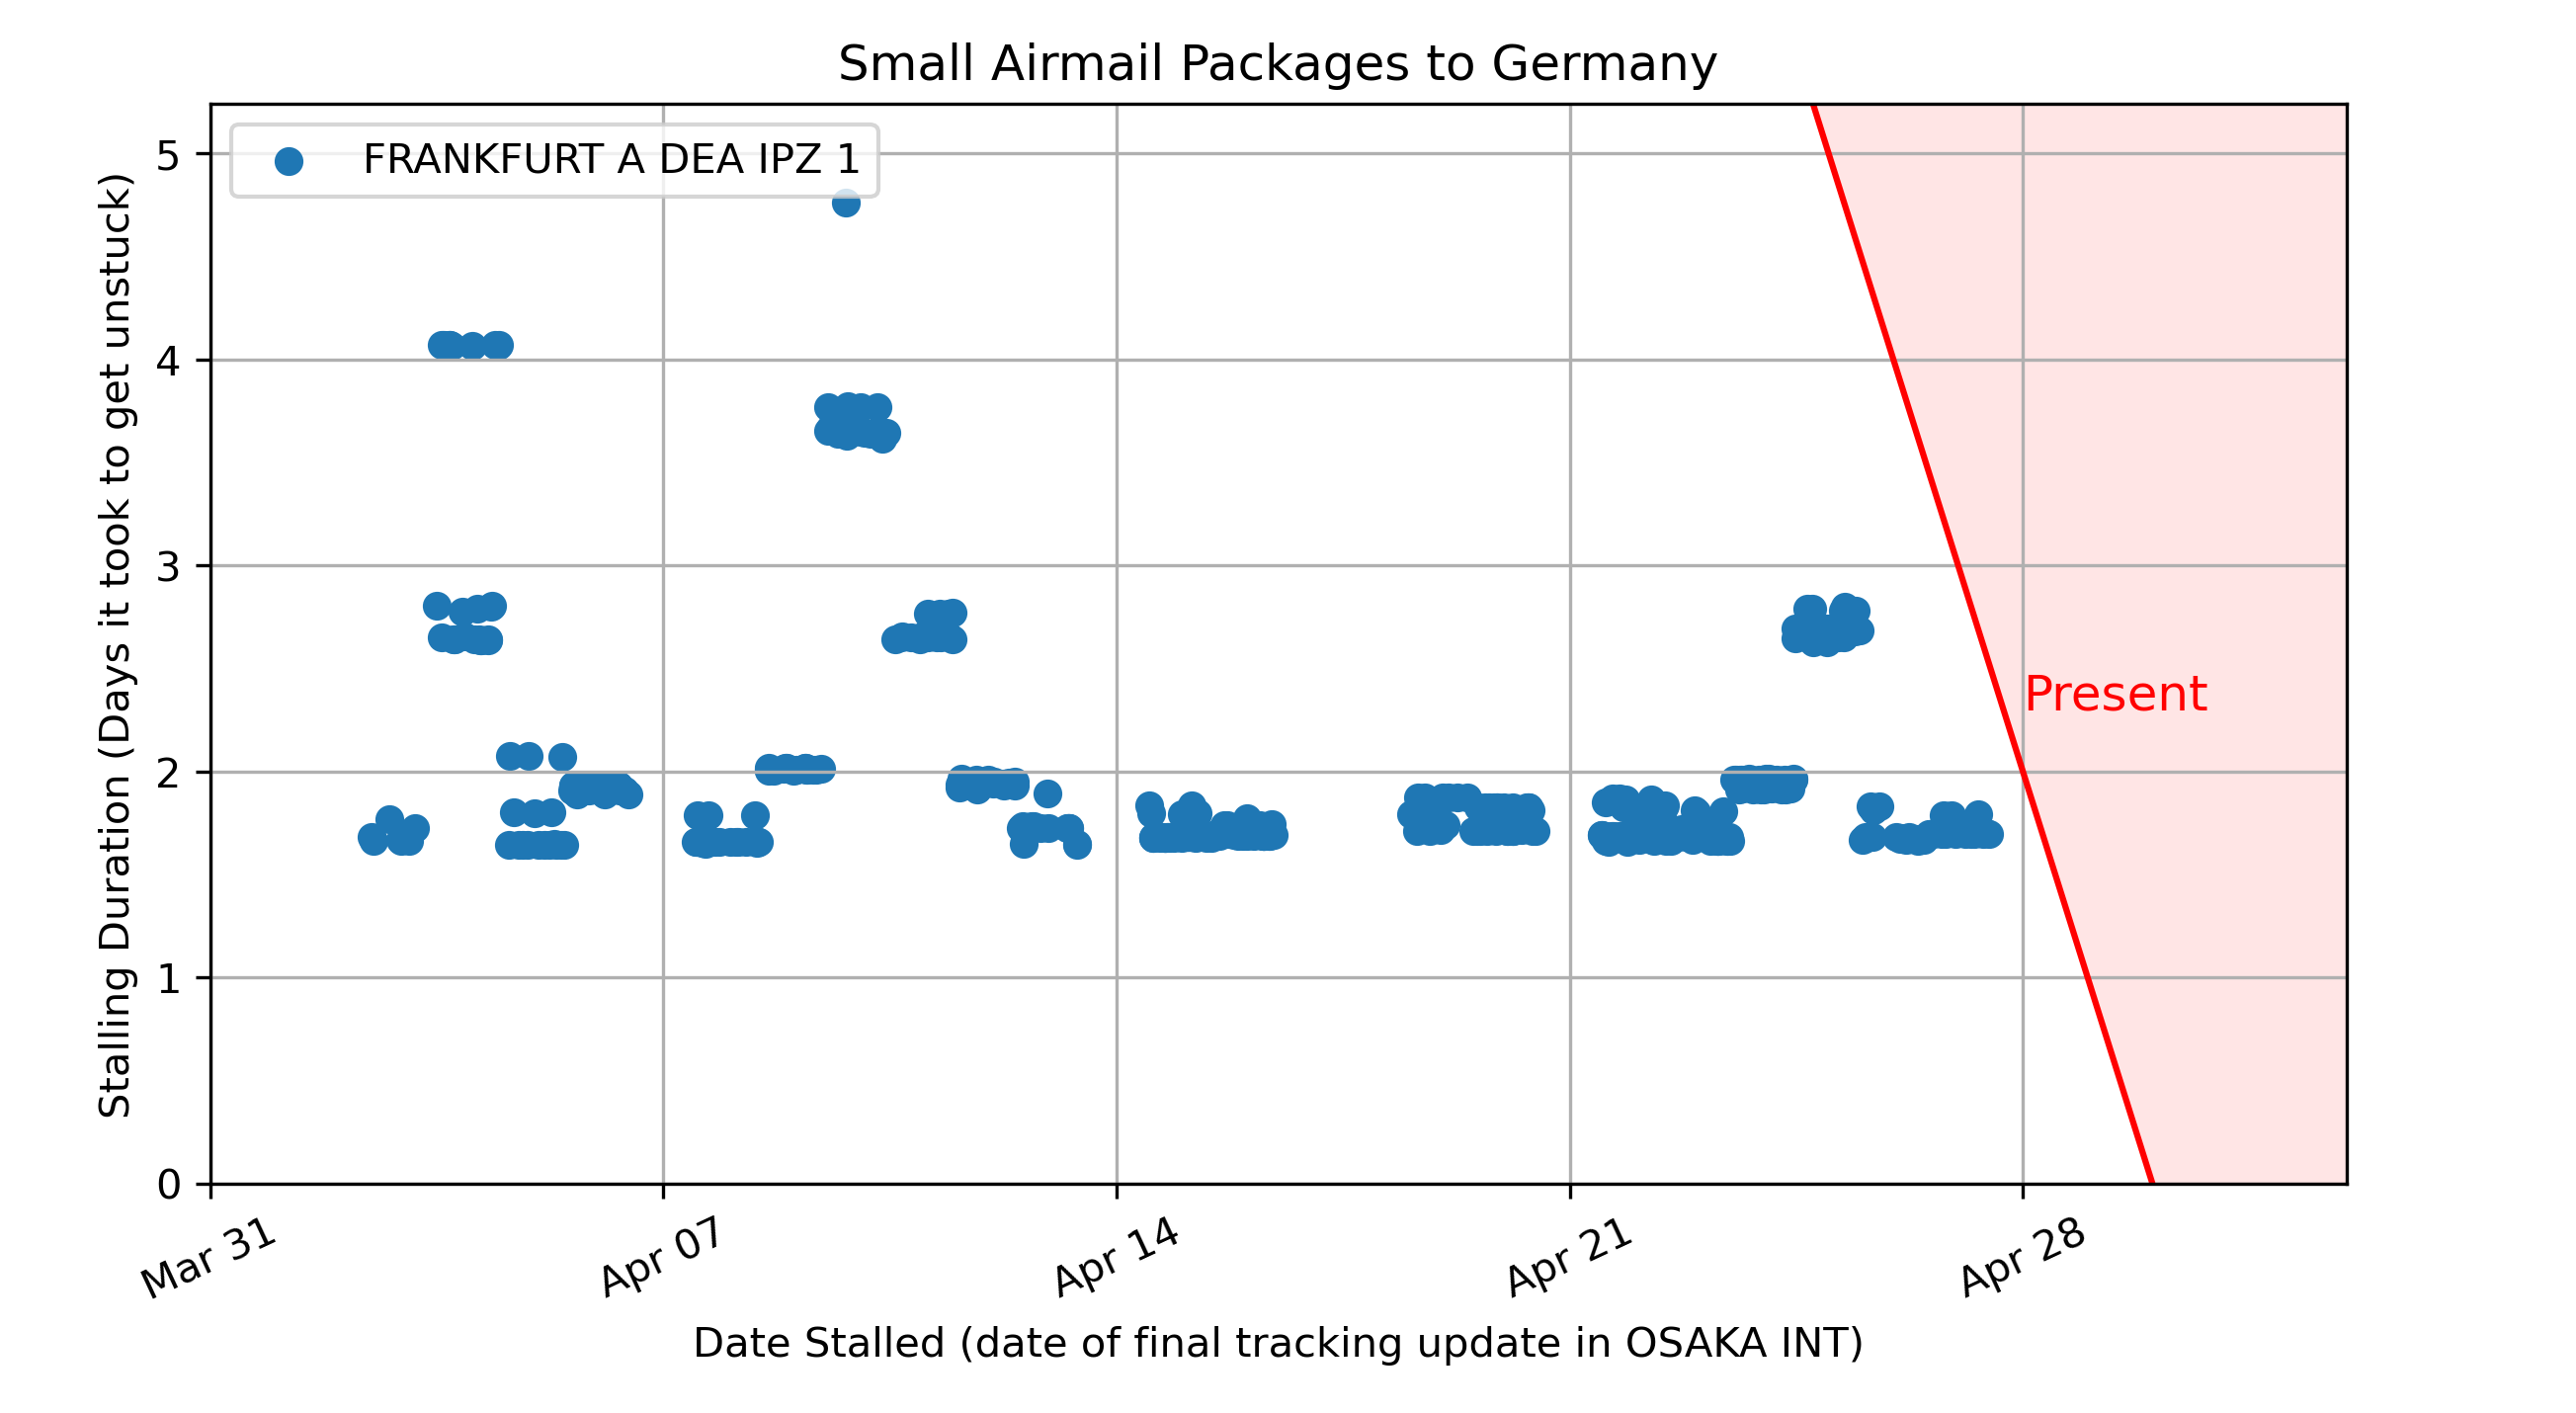 Small Airmail Packages to Germany
FRANKFURT A DEA IPZ 1
Stalling Duration (Days it took to get unstuck)
5
4
3
2
1
0
Present
Mar 31
Apr 07
Apr 14
Apr 21
Apr 28
Date Stalled (date of final tracking update in OSAKA INT)